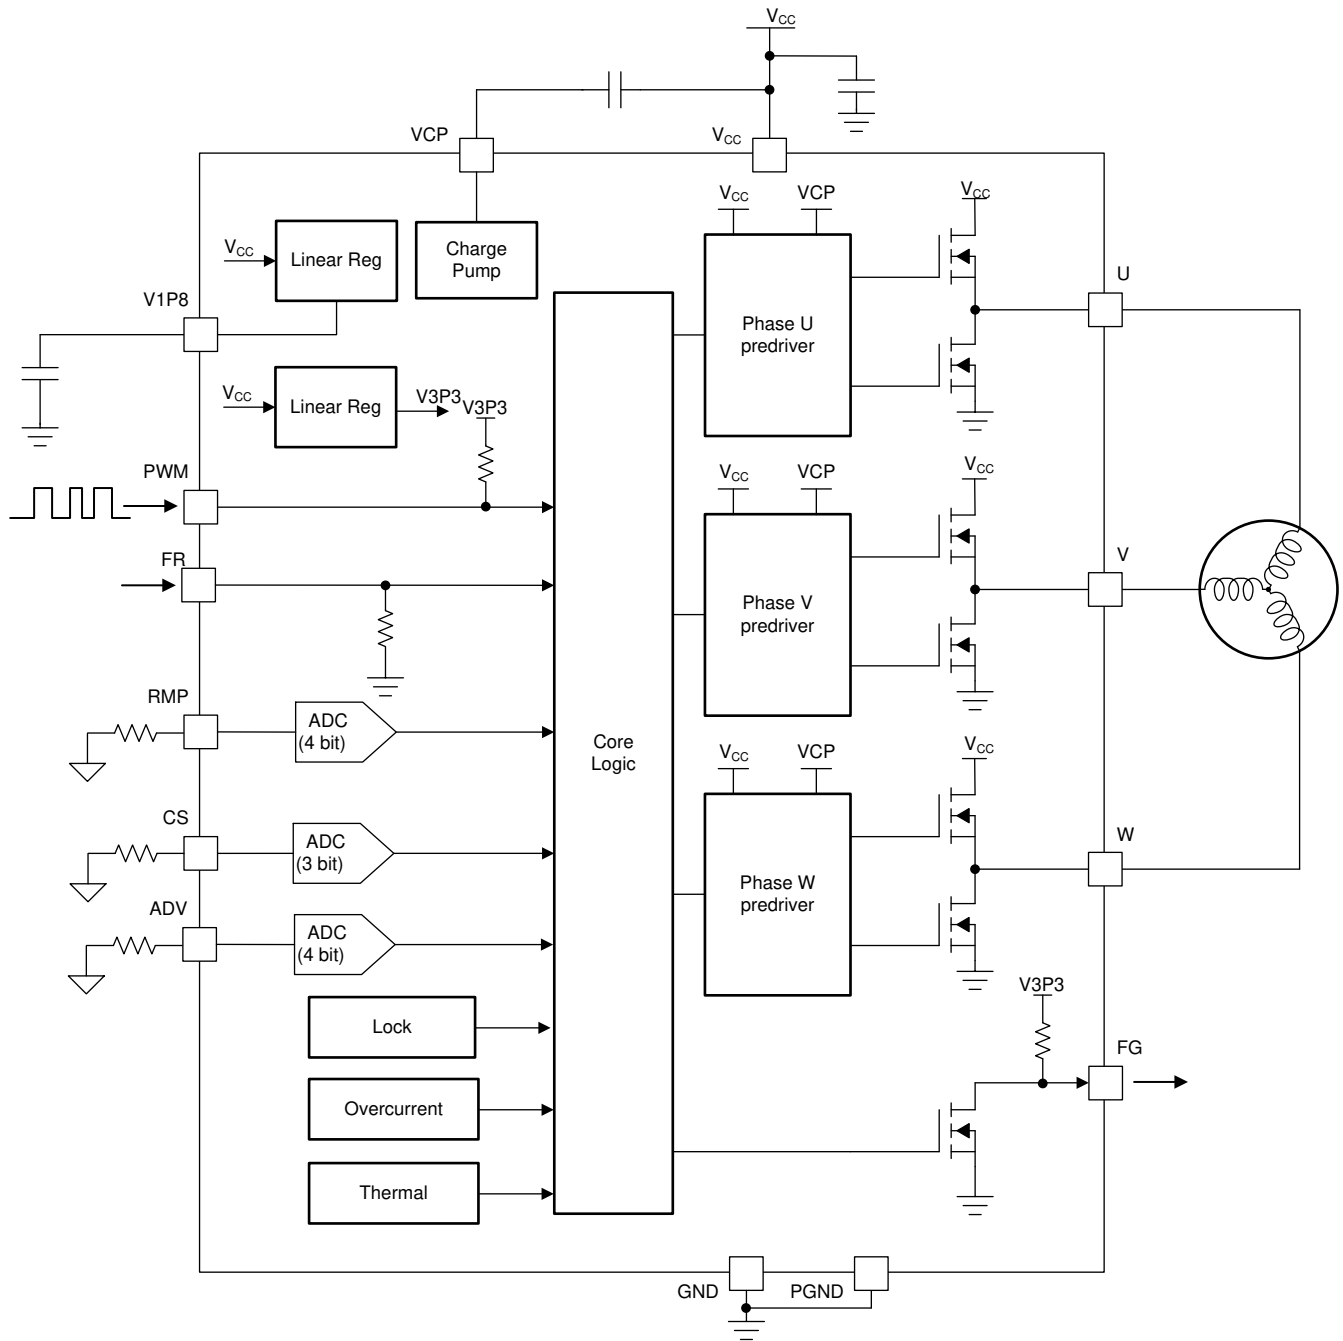 VCC
VCP
VCC
VCC
Linear Reg
Charge
Pump
V1P8
VCC
Linear Reg
V3P3
V3P3
PWM
FR
RMP
ADC
(4 bit)
CS
ADC
(3 bit)
ADV
ADC
(4 bit)
Lock
Overcurrent
Thermal
Core
Logic
VCC
VCP
VCC
Phase U
predriver
U
VCC
VCP
VCC
Phase V
predriver
V
VCC
VCP
VCC
Phase W
predriver
W
V3P3
FG
GND
PGND